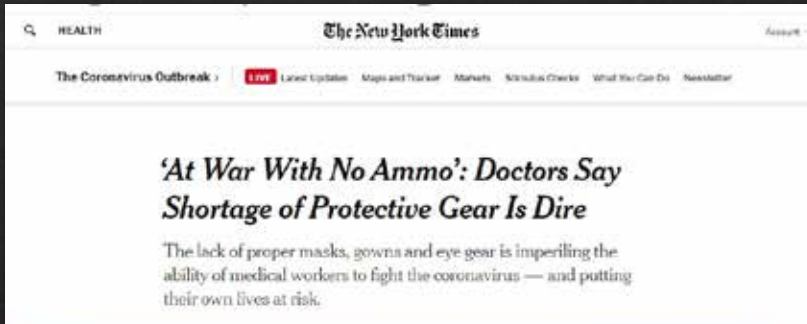 HEALTH
The New York Times
Account
The Coronavirus Outbreak ›
LIVE Latest Updates Maps and Tracker Markets Stimulus Checks What You Can Do Newsletter
‘At War With No Ammo’: Doctors Say
Shortage of Protective Gear Is Dire
The lack of proper masks, gowns and eye gear is imperiling the
ability of medical workers to fight the coronavirus — and putting
their own lives at risk.